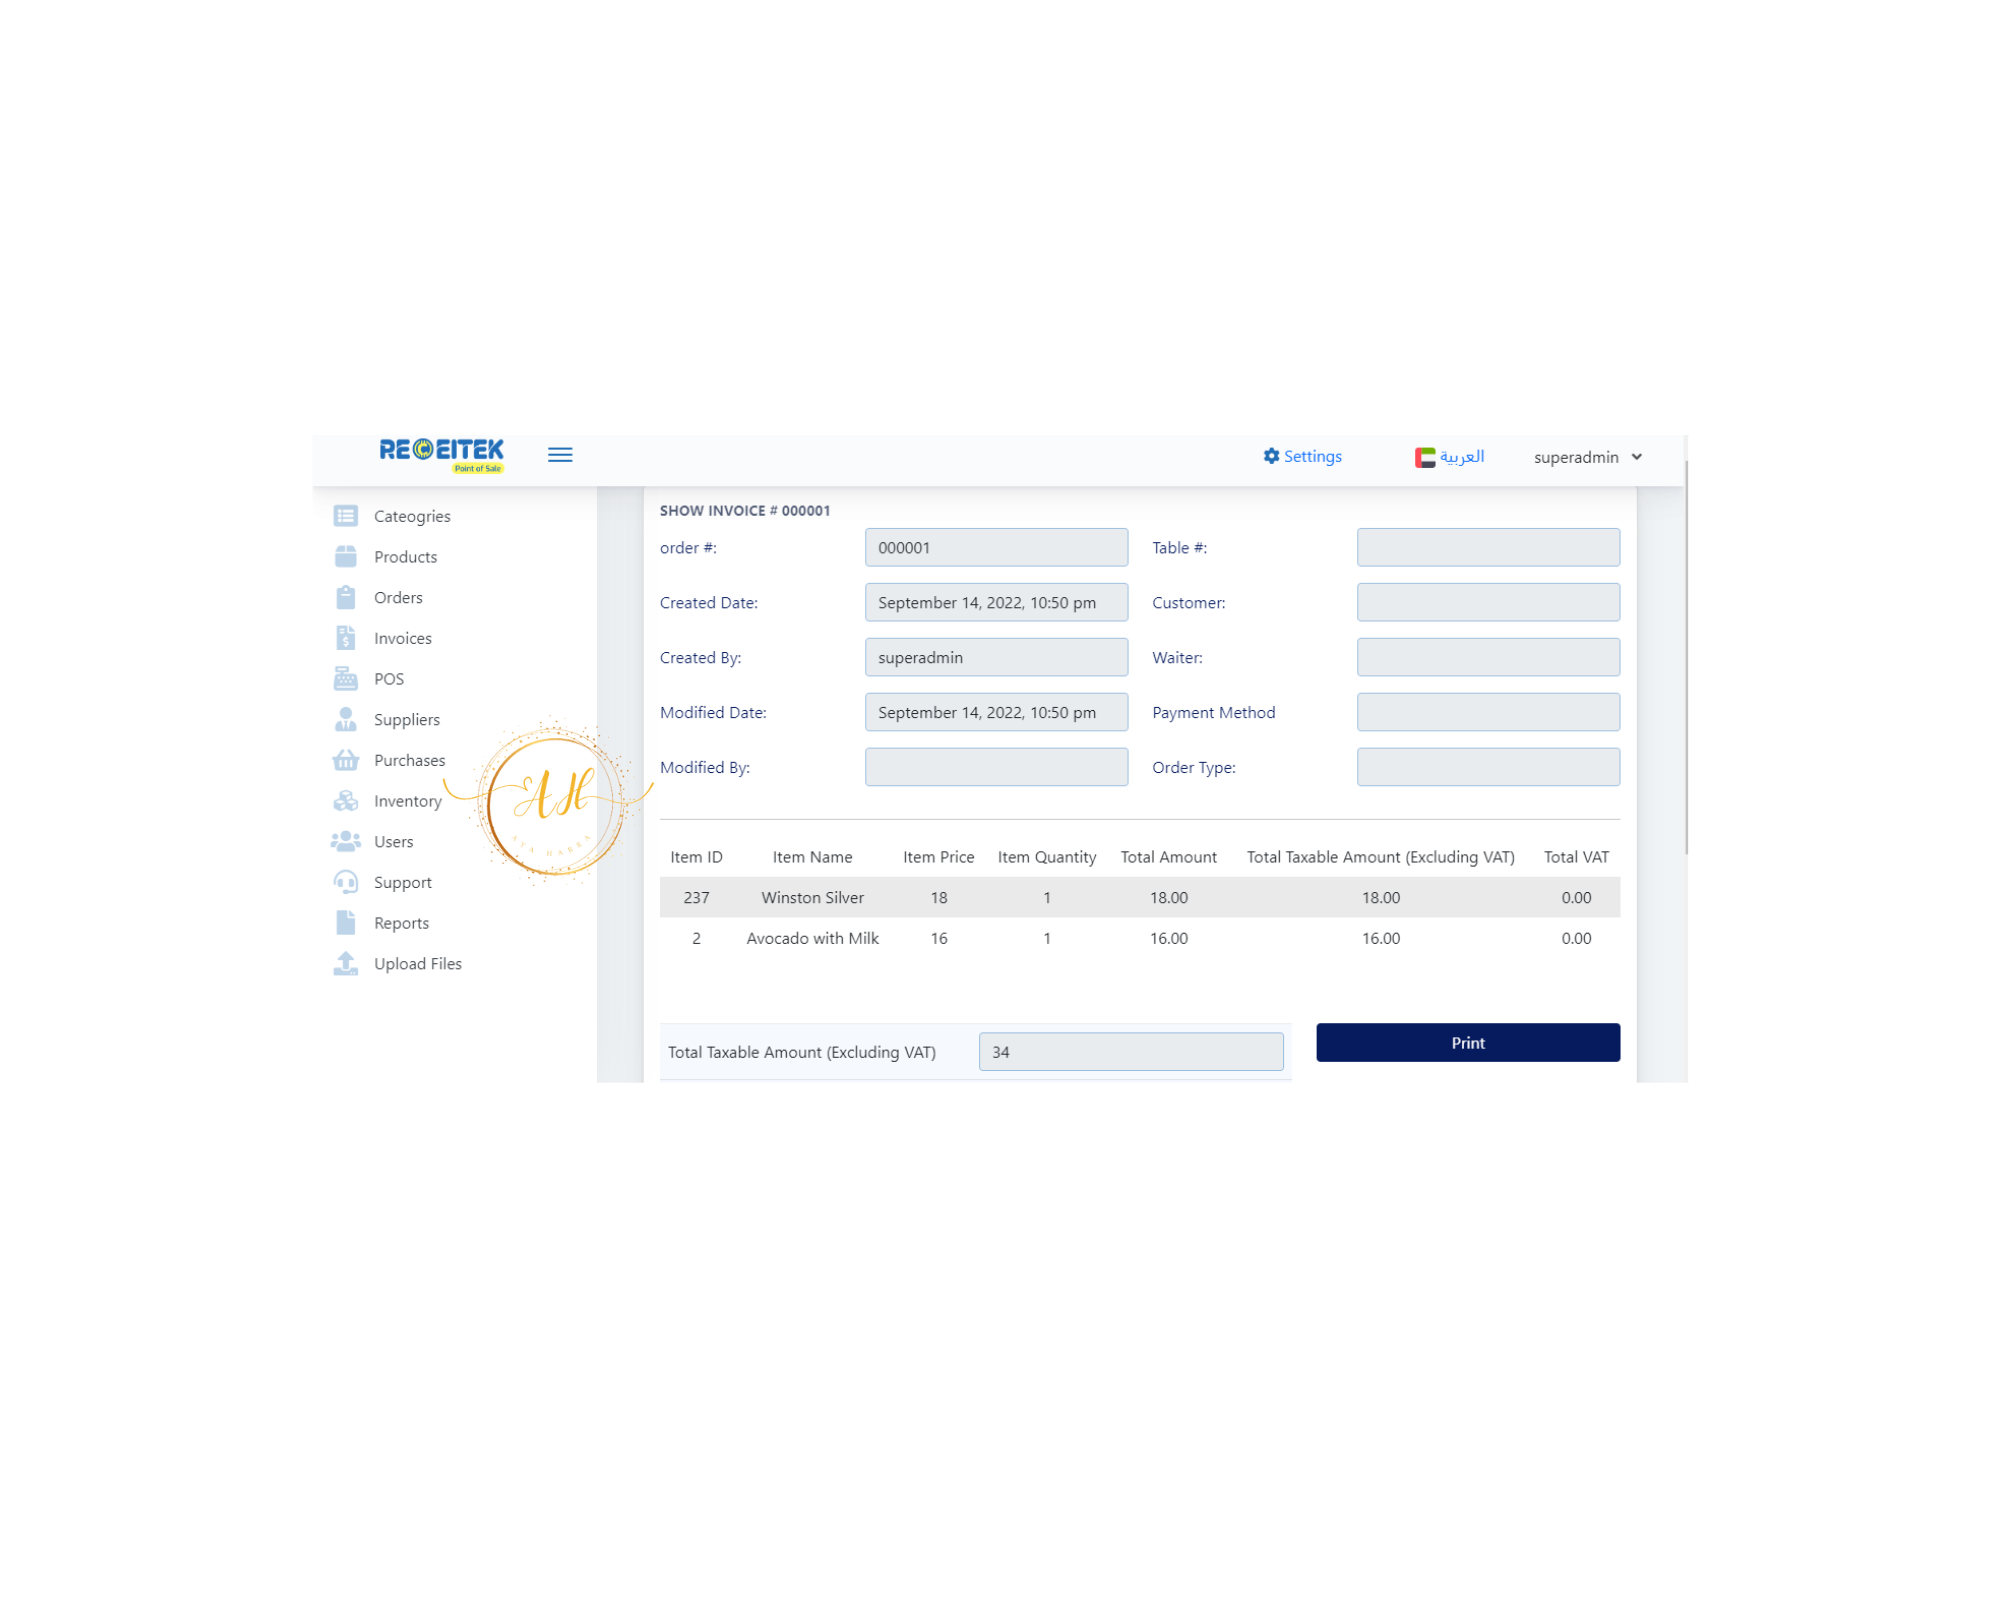 RECEITEK
Point of Sale
Settings
العربية
superadmin
Cateogries
Products
Orders
Invoices
POS
Suppliers
Purchases
Inventory
Users
Support
Reports
Upload Files
AH
SHOW INVOICE # 000001
order #: 000001 Table #:
Created Date: September 14, 2022, 10:50 pm Customer:
Created By: superadmin Waiter:
Modified Date: September 14, 2022, 10:50 pm Payment Method
Modified By: Order Type:
Item ID Item Name Item Price Item Quantity Total Amount Total Taxable Amount (Excluding VAT) Total VAT
237 Winston Silver 18 1 18.00 18.00 0.00
2 Avocado with Milk 16 1 16.00 16.00 0.00
Total Taxable Amount (Excluding VAT) 34
Print